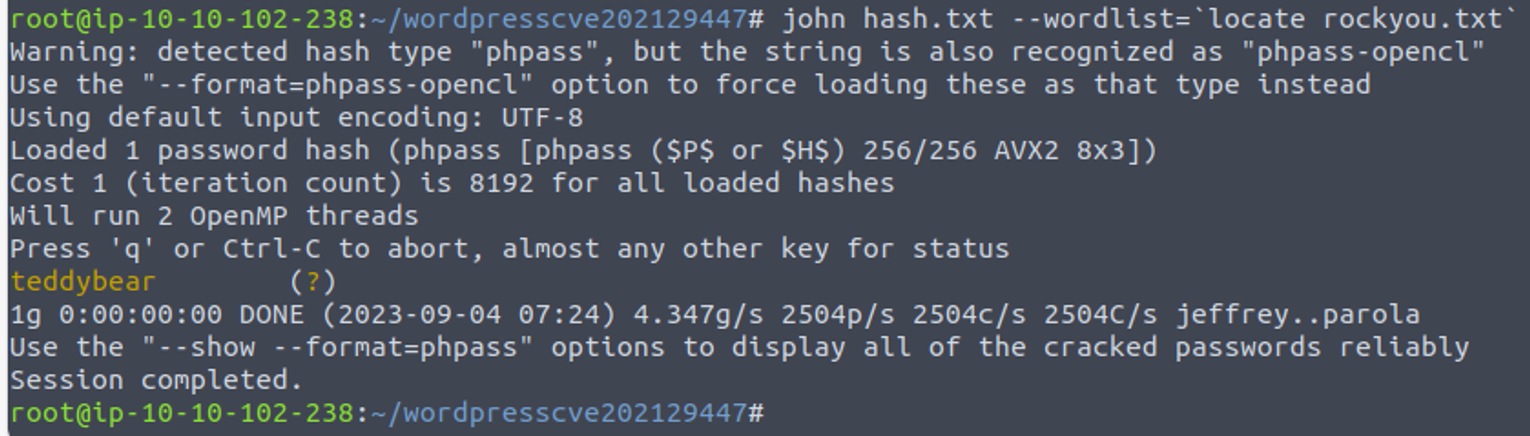 root@ip-10-10-102-238:~/wordpresscve202129447# john hash.txt --wordlist=`locate rockyou.txt`
Warning: detected hash type "phpass", but the string is also recognized as "phpass-opencl"
Use the "--format=phpass-opencl" option to force loading these as that type instead
Using default input encoding: UTF-8
Loaded 1 password hash (phpass [phpass ($P$ or $H$) 256/256 AVX2 8x3])
Cost 1 (iteration count) is 8192 for all loaded hashes
Will run 2 OpenMP threads
Press 'q' or Ctrl-C to abort, almost any other key for status
teddybear        (?)
1g 0:00:00:00 DONE (2023-09-04 07:24) 4.347g/s 2504p/s 2504c/s 2504C/s jeffrey..parola
Use the "--show --format=phpass" options to display all of the cracked passwords reliably
Session completed.
root@ip-10-10-102-238:~/wordpresscve202129447#